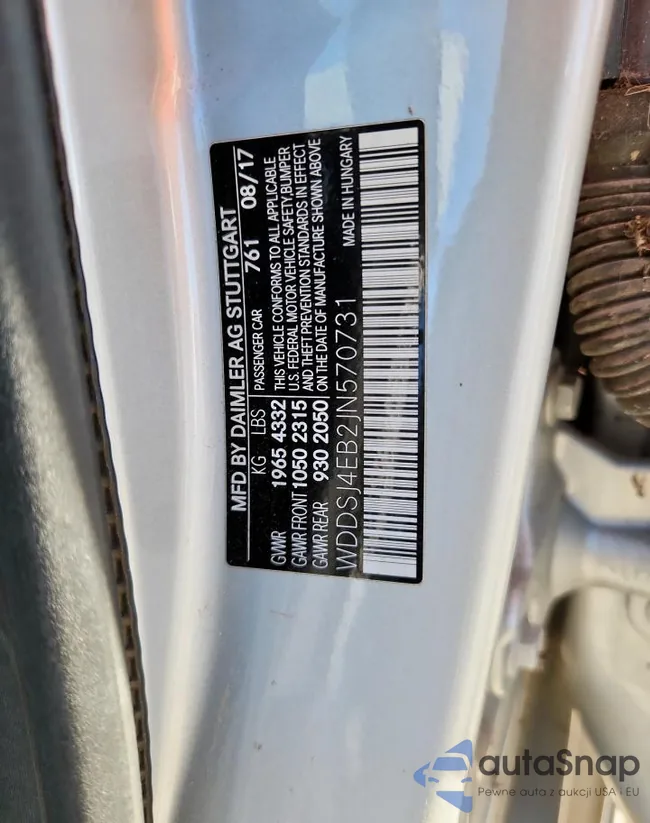 MFD BY DAIMLER AG STUTTGART
KG LBS PASSENGER CAR 761 08/17
GVWR 1965 4332 THIS VEHICLE CONFORMS TO ALL APPLICABLE
GAWR FRONT 1050 2315 U.S. FEDERAL MOTOR VEHICLE SAFETY, BUMPER
AND THEFT PREVENTION STANDARDS IN EFFECT
GAWR REAR 930 2050 ON THE DATE OF MANUFACTURE SHOWN ABOVE
WDDSJ4EB2JN570731 MADE IN HUNGARY
autoSnap
Pewne auta z aukcji USA i EU